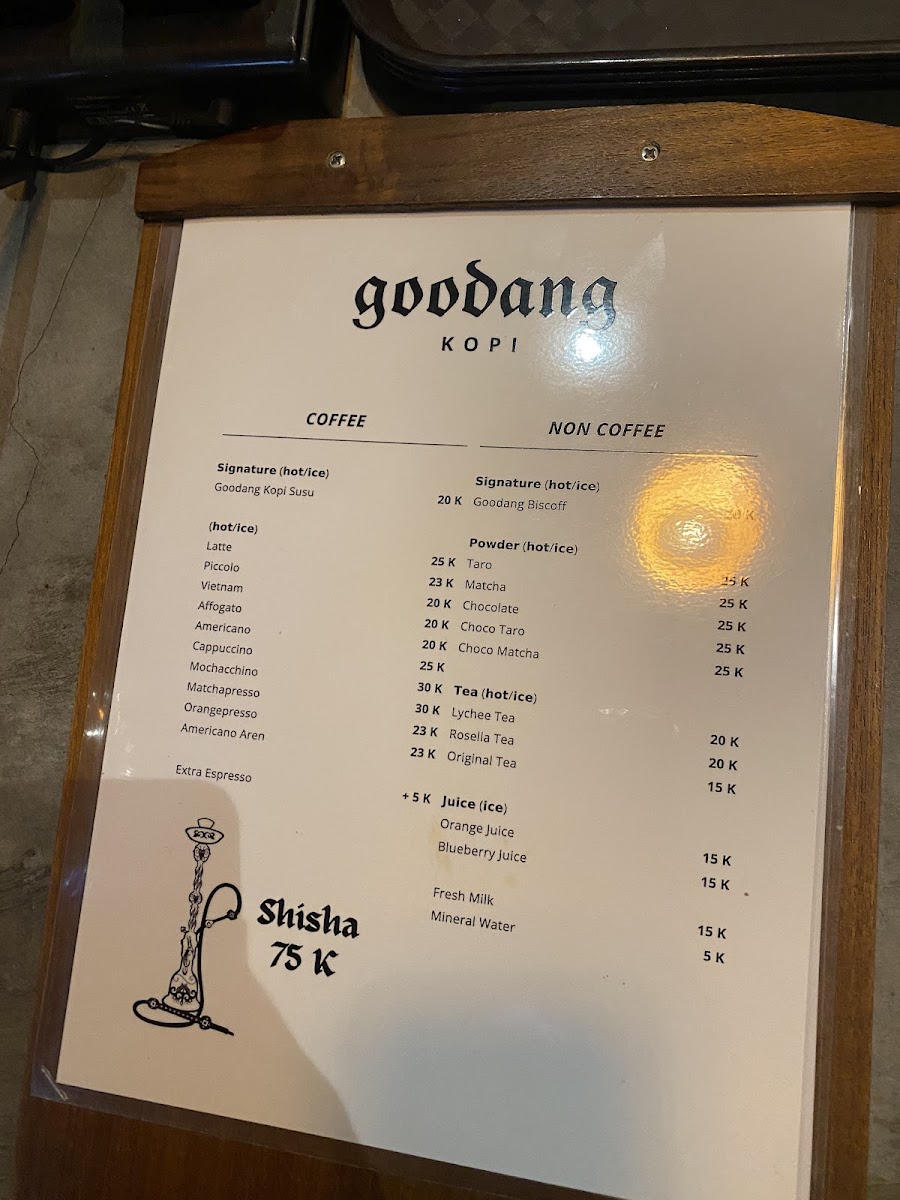 goodang
KOPI
COFFEE
Signature (hot/ice)
Goodang Kopi Susu 20 K
(hot/ice)
Latte 25 K
Piccolo 23 K
Vietnam 20 K
Affogato 20 K
Americano 20 K
Cappuccino 25 K
Mochacchino 30 K
Matchapresso 30 K
Orangepresso 23 K
Americano Aren 23 K
Extra Espresso + 5 K
Shisha
75 K
NON COFFEE
Signature (hot/ice)
Goodang Biscoff 20 K
Powder (hot/ice)
Taro 25 K
Matcha 25 K
Chocolate 25 K
Choco Taro 25 K
Choco Matcha 25 K
Tea (hot/ice)
Lychee Tea 20 K
Rosella Tea 20 K
Original Tea 15 K
Juice (ice)
Orange Juice 15 K
Blueberry Juice 15 K
Fresh Milk 15 K
Mineral Water 5 K